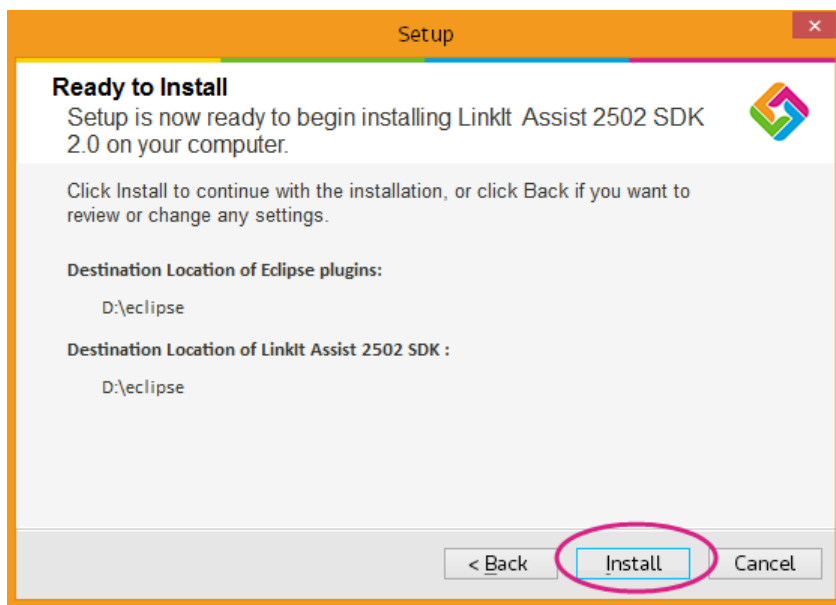 Setup
Ready to Install
Setup is now ready to begin installing LinkIt Assist 2502 SDK
2.0 on your computer.
Click Install to continue with the installation, or click Back if you want to
review or change any settings.
Destination Location of Eclipse plugins:
D:\eclipse
Destination Location of LinkIt Assist 2502 SDK :
D:\eclipse
< Back Install Cancel